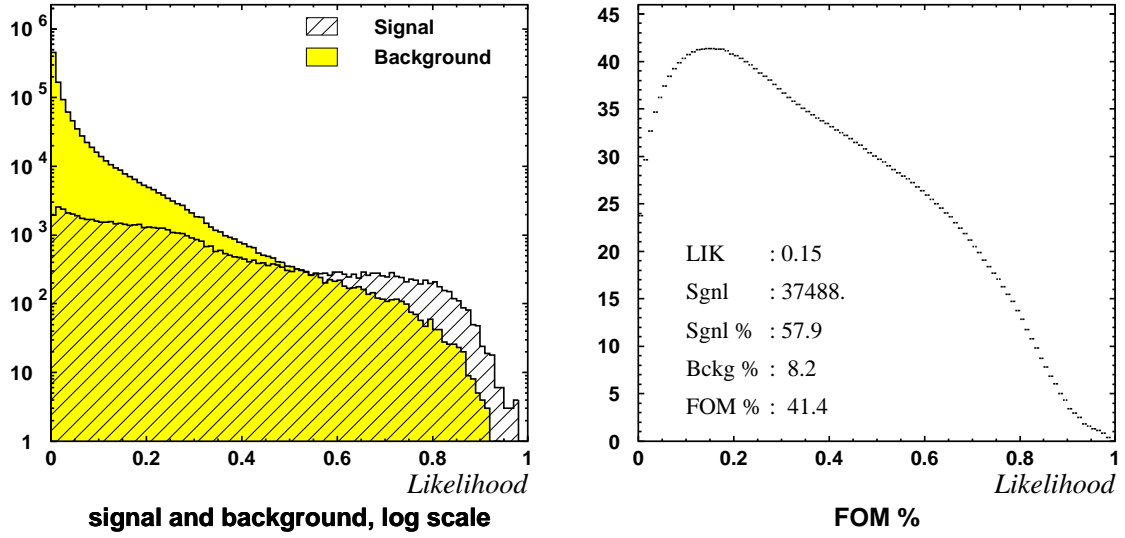 10^6
10^5
10^4
10^3
10^2
10
1
0 0.2 0.4 0.6 0.8 1
Signal
Background
Likelihood
signal and background, log scale
45
40
35
30
25
20
15
10
5
0
0 0.2 0.4 0.6 0.8 1
LIK : 0.15
Sgnl : 37488.
Sgnl % : 57.9
Bckg % : 8.2
FOM % : 41.4
Likelihood
FOM %